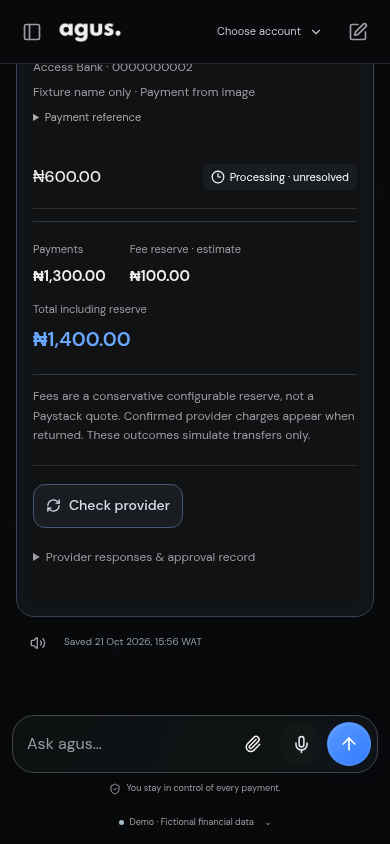 agus.
Choose account
Access Bank · 0000000002
Fixture name only · Payment from image
Payment reference
₦600.00
Processing · unresolved
Payments
Fee reserve · estimate
₦1,300.00
₦100.00
Total including reserve
₦1,400.00
Fees are a conservative configurable reserve, not a
Paystack quote. Confirmed provider charges appear when
returned. These outcomes simulate transfers only.
Check provider
Provider responses & approval record
Saved 21 Oct 2026, 15:56 WAT
Ask agus...
You stay in control of every payment.
Demo · Fictional financial data